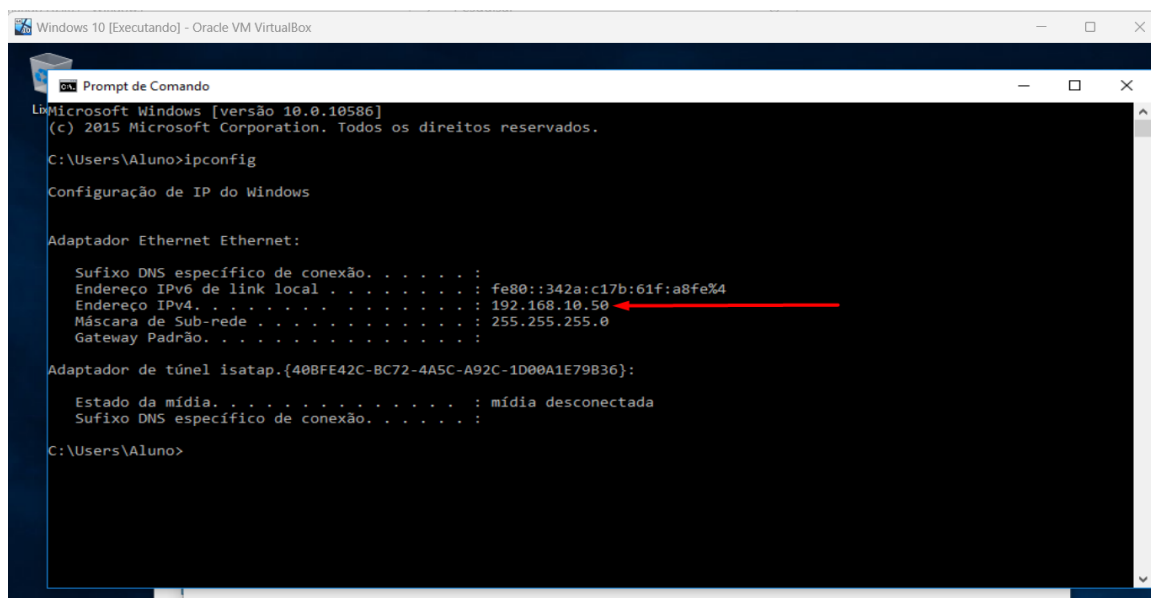 Windows 10 [Executando] - Oracle VM VirtualBox
Prompt de Comando
Lix
Microsoft Windows [versão 10.0.10586]
(c) 2015 Microsoft Corporation. Todos os direitos reservados.
C:\Users\Aluno>ipconfig
Configuração de IP do Windows
Adaptador Ethernet Ethernet:
Sufixo DNS específico de conexão. . . . . . :
Endereço IPv6 de link local . . . . . . . . : fe80::342a:c17b:61f:a8fe%4
Endereço IPv4. . . . . . . . . . . . . . . : 192.168.10.50
Máscara de Sub-rede . . . . . . . . . . . . : 255.255.255.0
Gateway Padrão. . . . . . . . . . . . . . . :
Adaptador de túnel isatap.{40BFE42C-BC72-4A5C-A92C-1D00A1E79B36}:
Estado da mídia. . . . . . . . . . . . . . : mídia desconectada
Sufixo DNS específico de conexão. . . . . . :
C:\Users\Aluno>